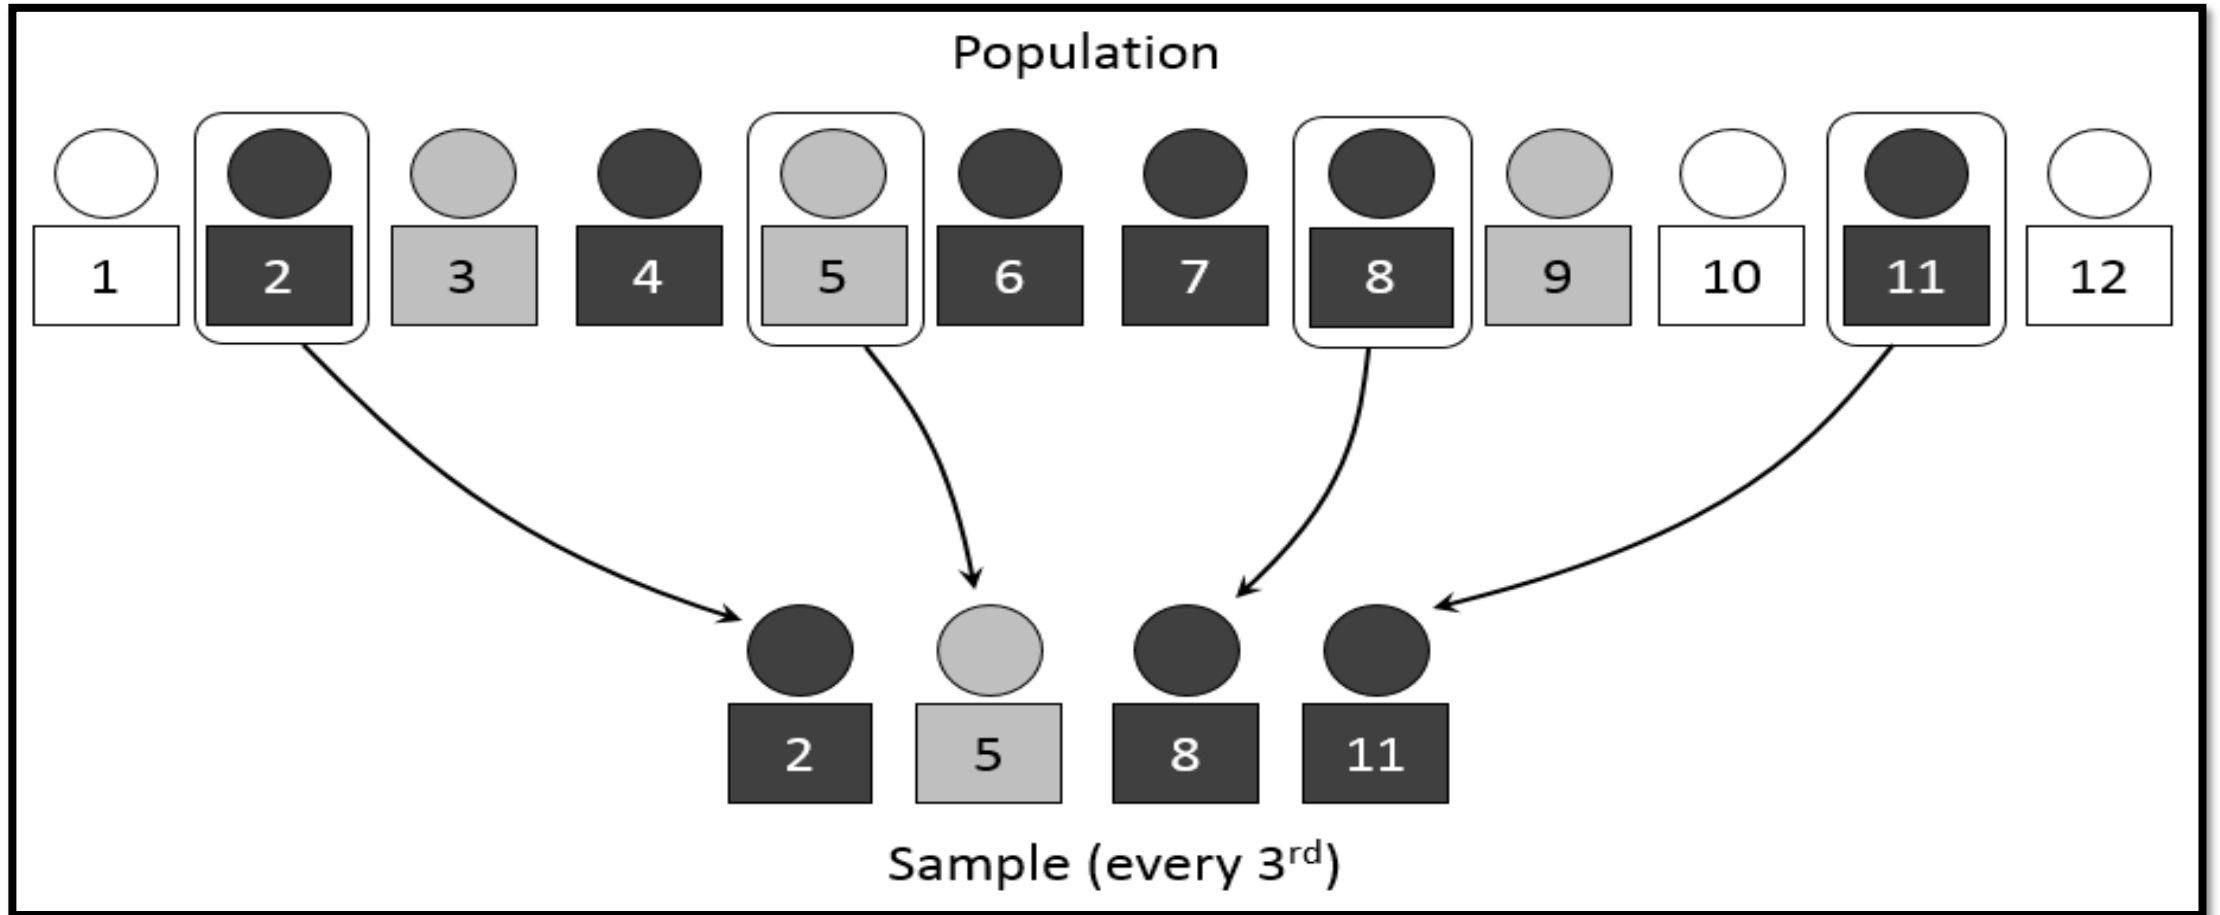 Population
1 2 3 4 5 6 7 8 9 10 11 12
2 5 8 11
Sample (every 3rd)